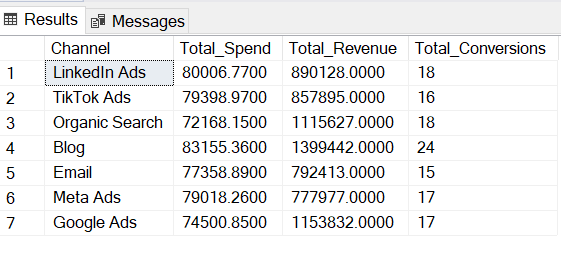 Results Messages
Channel Total_Spend Total_Revenue Total_Conversions
1 LinkedIn Ads 80006.7700 890128.0000 18
2 TikTok Ads 79398.9700 857895.0000 16
3 Organic Search 72168.1500 1115627.0000 18
4 Blog 83155.3600 1399442.0000 24
5 Email 77358.8900 792413.0000 15
6 Meta Ads 79018.2600 777977.0000 17
7 Google Ads 74500.8500 1153832.0000 17